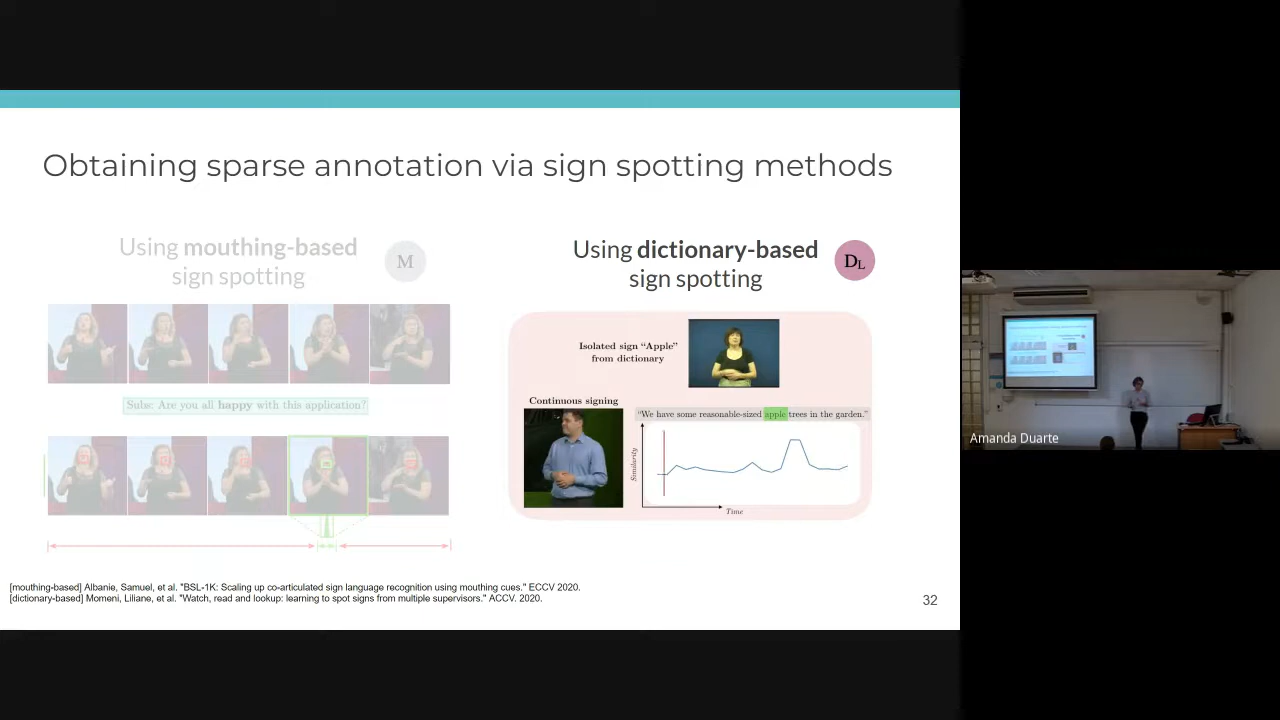 Obtaining sparse annotation via sign spotting methods
Using mouthing-based
sign spotting
M
Subs: Are you all happy with this application?
Using dictionary-based
sign spotting
DL
Isolated sign “Apple”
from dictionary
Continuous signing
“We have some reasonable-sized apple trees in the garden.”
Similarity
Time
[mouthing-based] Albanie, Samuel, et al. "BSL-1K: Scaling up co-articulated sign language recognition using mouthing cues." ECCV 2020.
[dictionary-based] Momeni, Liliane, et al. "Watch, read and lookup: learning to spot signs from multiple supervisors." ACCV. 2020.
32
Amanda Duarte